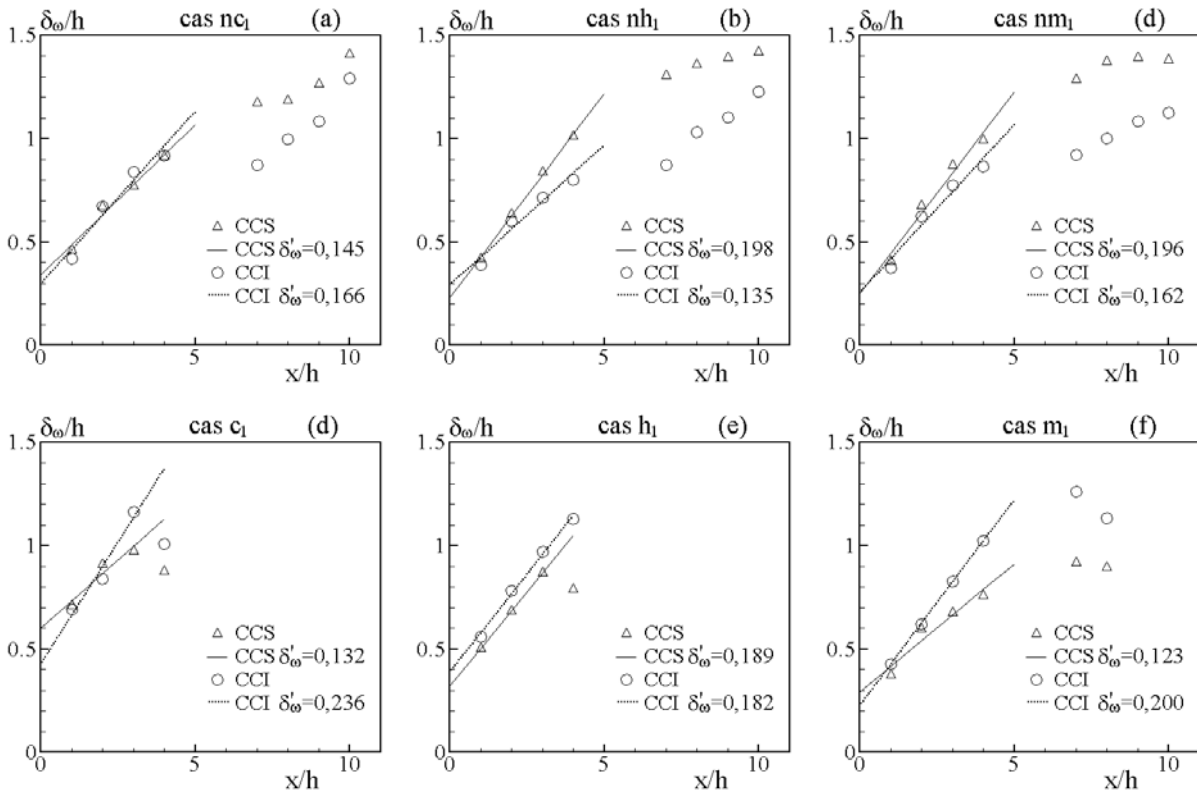 δω/h cas nc₁ (a)
1.5
1
0.5
0
0 5 10
x/h
CCS
CCS δ'ω=0,145
CCI
CCI δ'ω=0,166
δω/h cas nh₁ (b)
1.5
1
0.5
0
0 5 10
x/h
CCS
CCS δ'ω=0,198
CCI
CCI δ'ω=0,135
δω/h cas nm₁ (d)
1.5
1
0.5
0
0 5 10
x/h
CCS
CCS δ'ω=0,196
CCI
CCI δ'ω=0,162
δω/h cas c₁ (d)
1.5
1
0.5
0
0 5 10
x/h
CCS
CCS δ'ω=0,132
CCI
CCI δ'ω=0,236
δω/h cas h₁ (e)
1.5
1
0.5
0
0 5 10
x/h
CCS
CCS δ'ω=0,189
CCI
CCI δ'ω=0,182
δω/h cas m₁ (f)
1.5
1
0.5
0
0 5 10
x/h
CCS
CCS δ'ω=0,123
CCI
CCI δ'ω=0,200